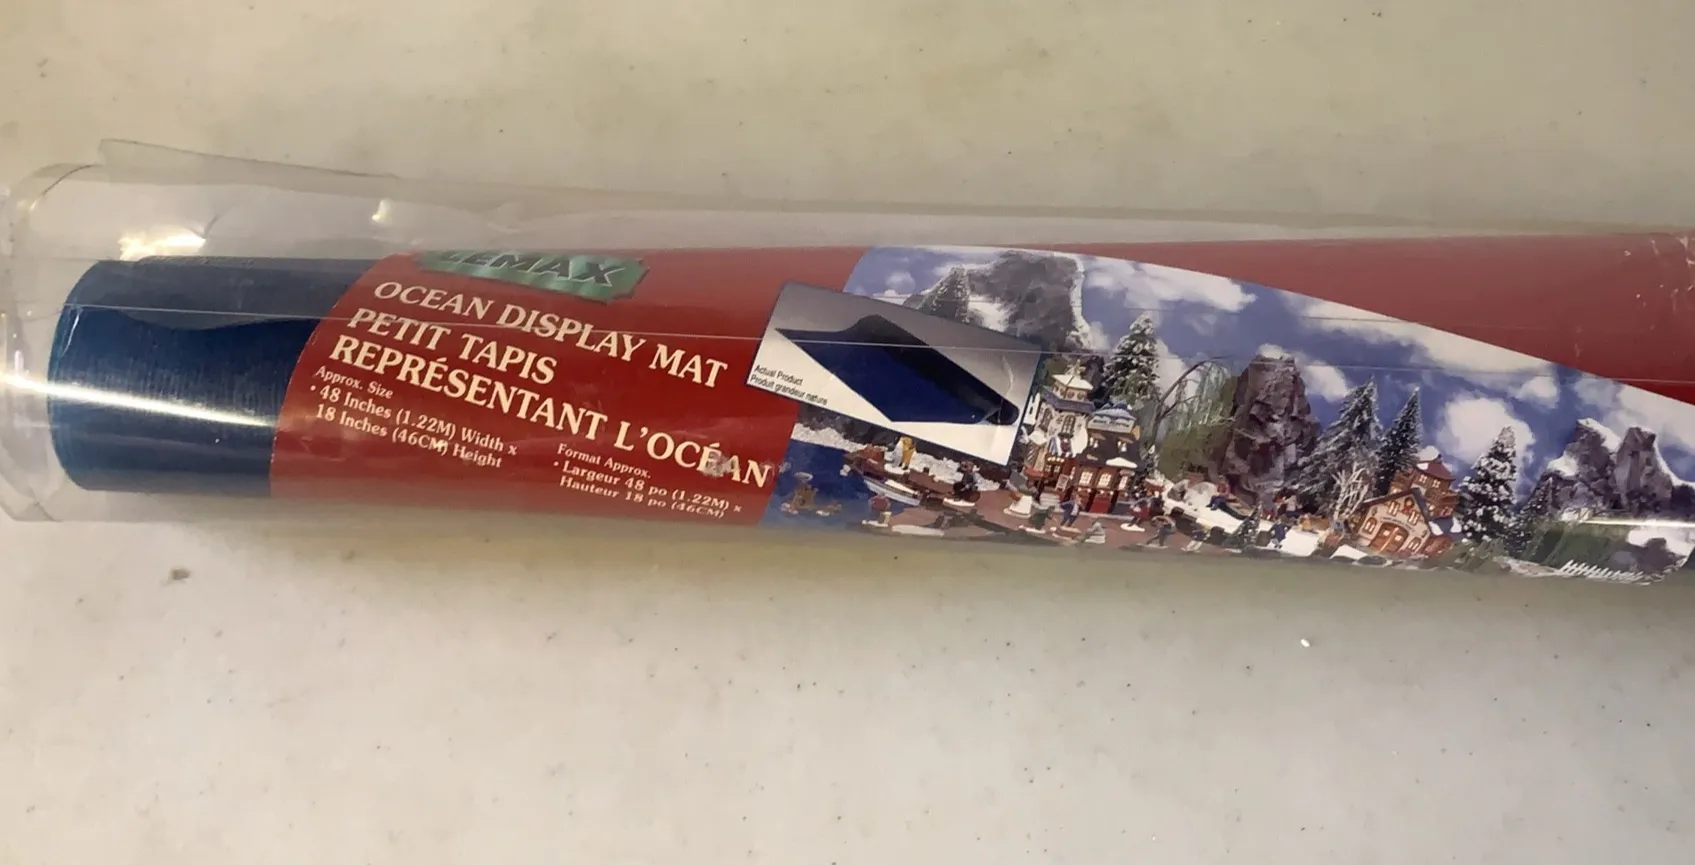 LEMAX
OCEAN DISPLAY MAT
PETIT TAPIS
REPRÉSENTANT L'OCÉAN
Approx. Size
• 48 Inches (1.22M) Width x
18 Inches (46CM) Height
Format Approx.
• Largeur 48 po (1.22M) x
Hauteur 18 po (46CM)
Actual Product
Produit grandeur nature